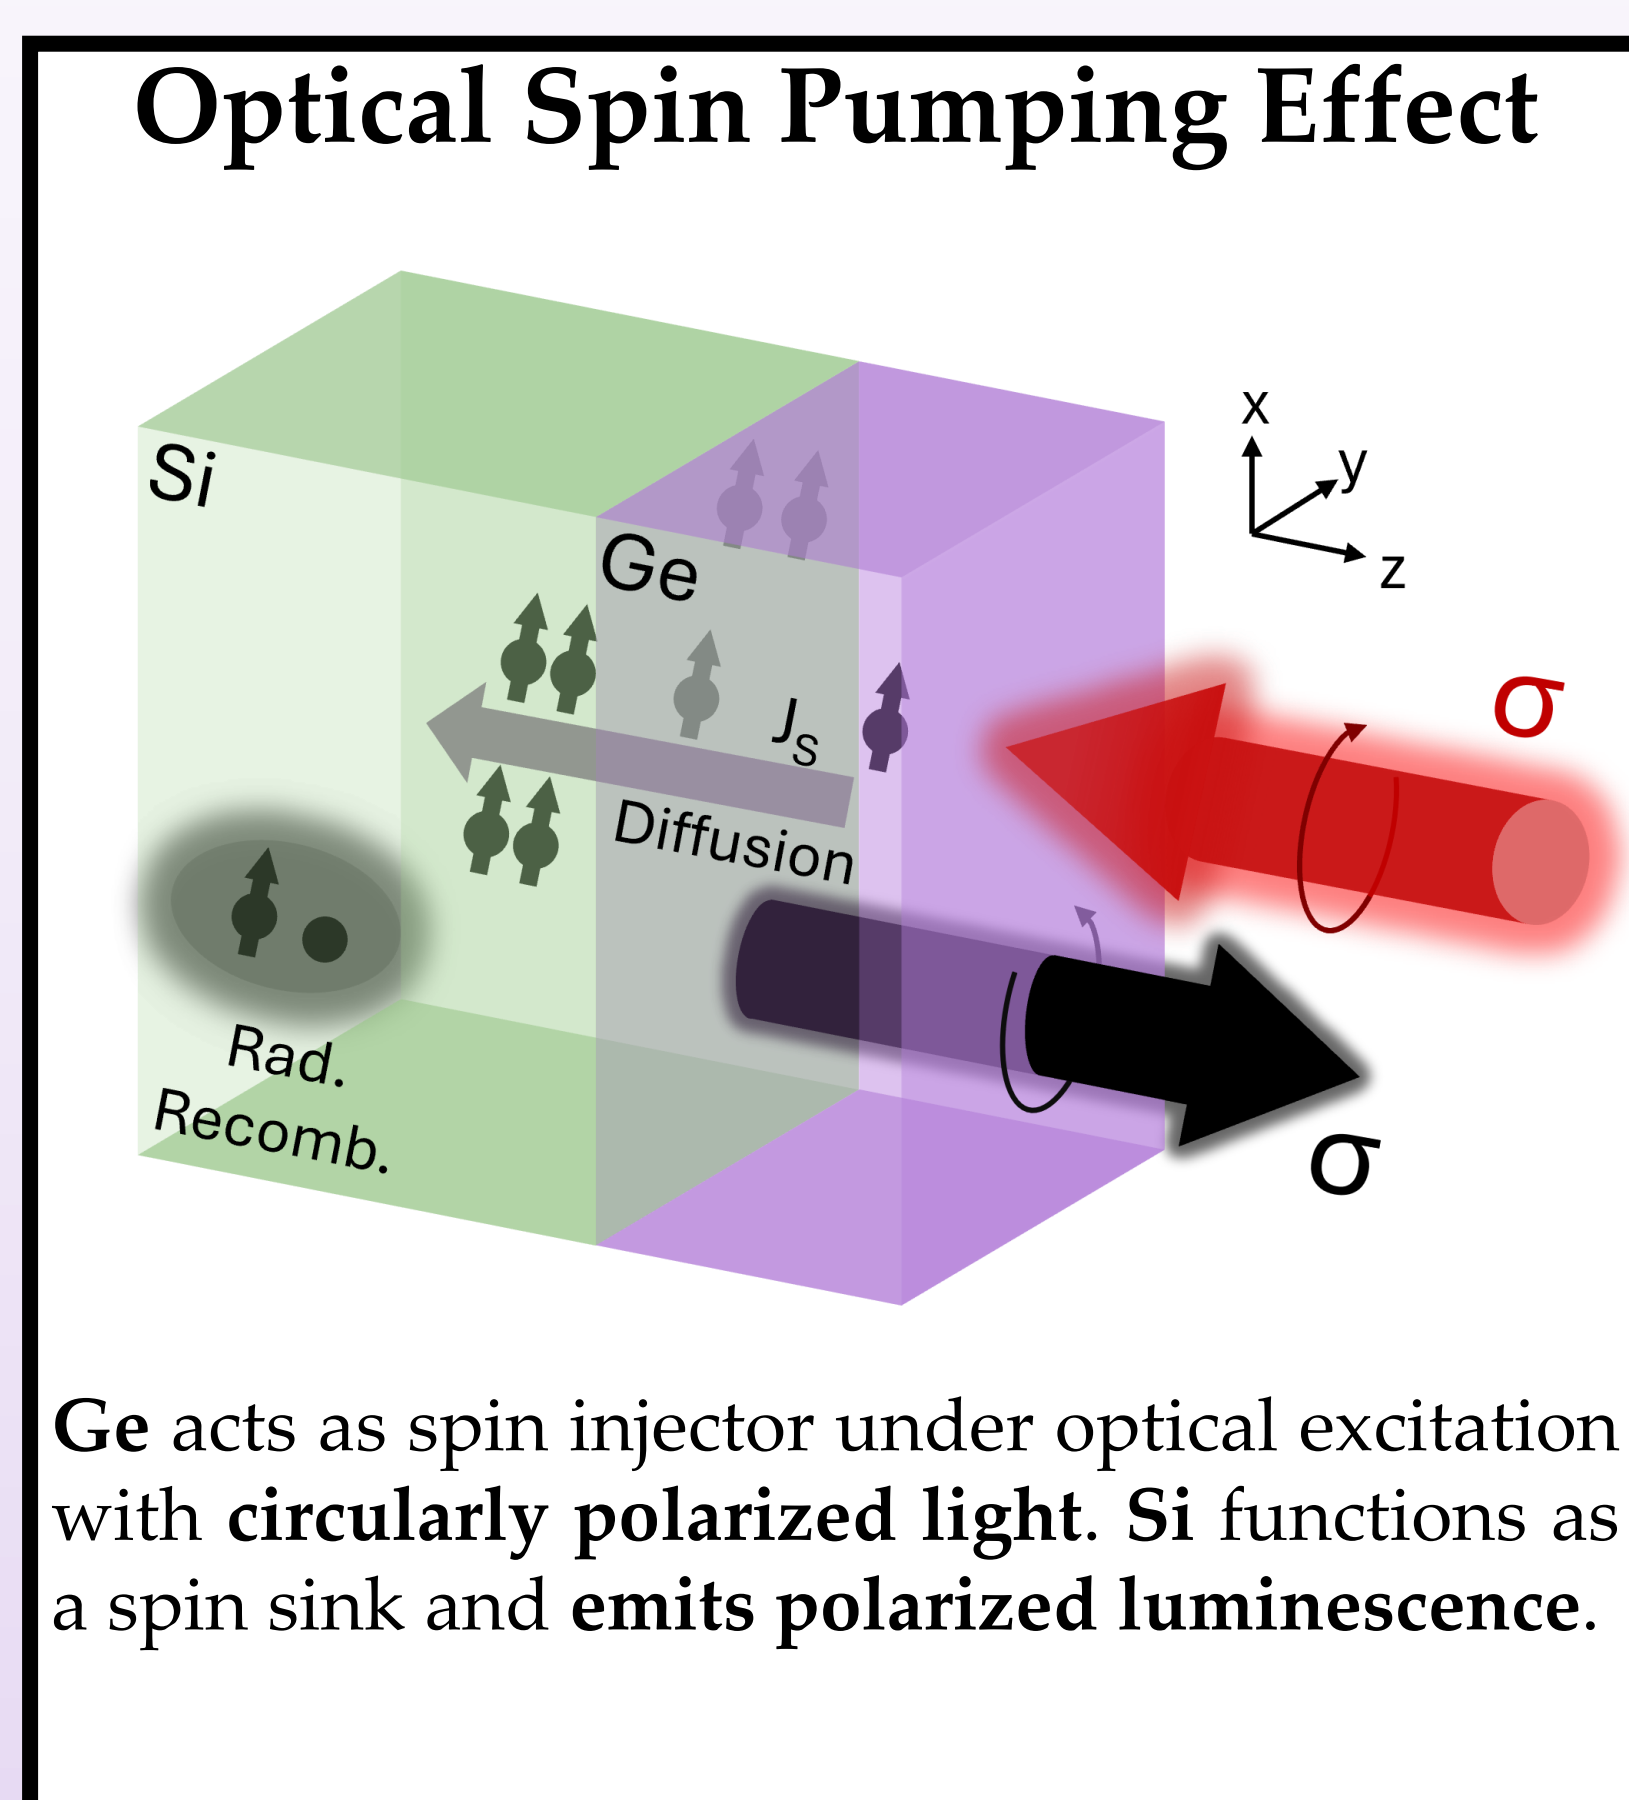 Optical Spin Pumping Effect
Si
Ge
x
y
z
σ
J_S
Diffusion
Rad.
Recomb.
σ
Ge acts as spin injector under optical excitation
with circularly polarized light. Si functions as
a spin sink and emits polarized luminescence.